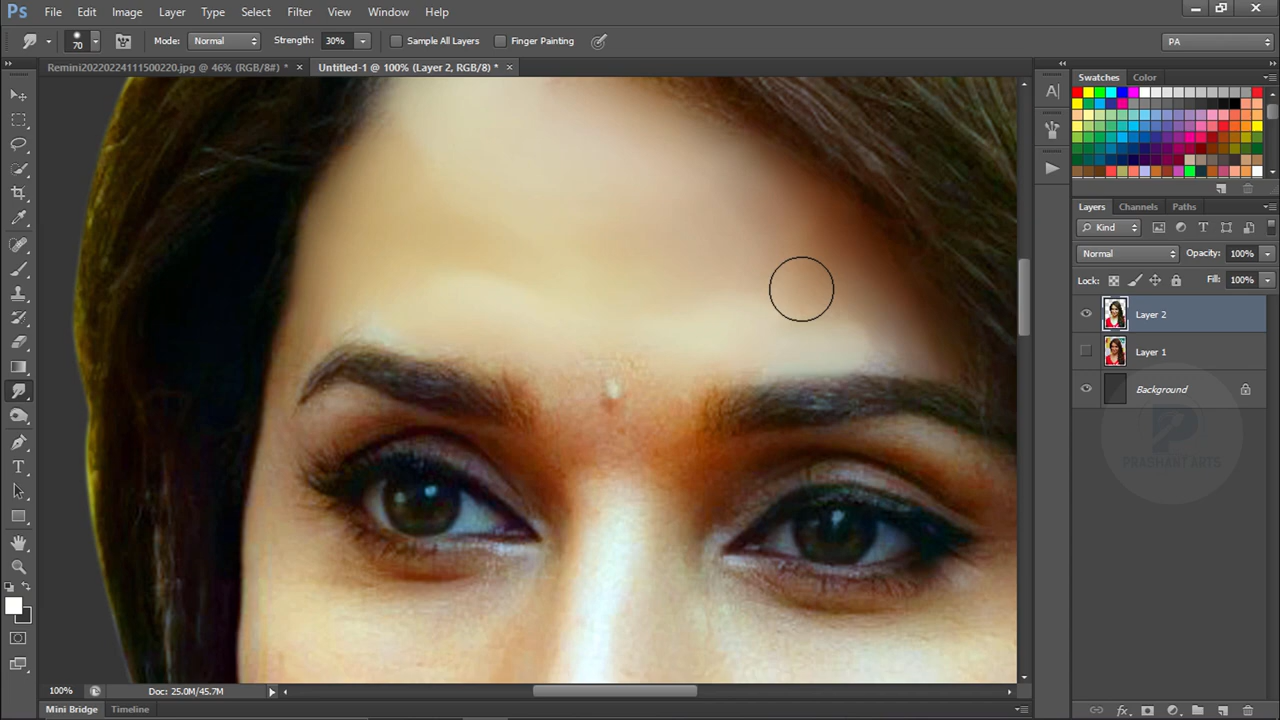 Ps File Edit Image Layer Type Select Filter View Window Help
70 Mode: Normal Strength: 30% Sample All Layers Finger Painting PA
Remini20220224111500220.jpg @ 46% (RGB/8#) * × Untitled-1 @ 100% (Layer 2, RGB/8) * ×
Swatches Color
Layers Channels Paths
Kind
Normal Opacity: 100%
Lock: Fill: 100%
Layer 2
Layer 1
Background
PRASHANT ARTS
100% Doc: 25.0M/45.7M
Mini Bridge Timeline